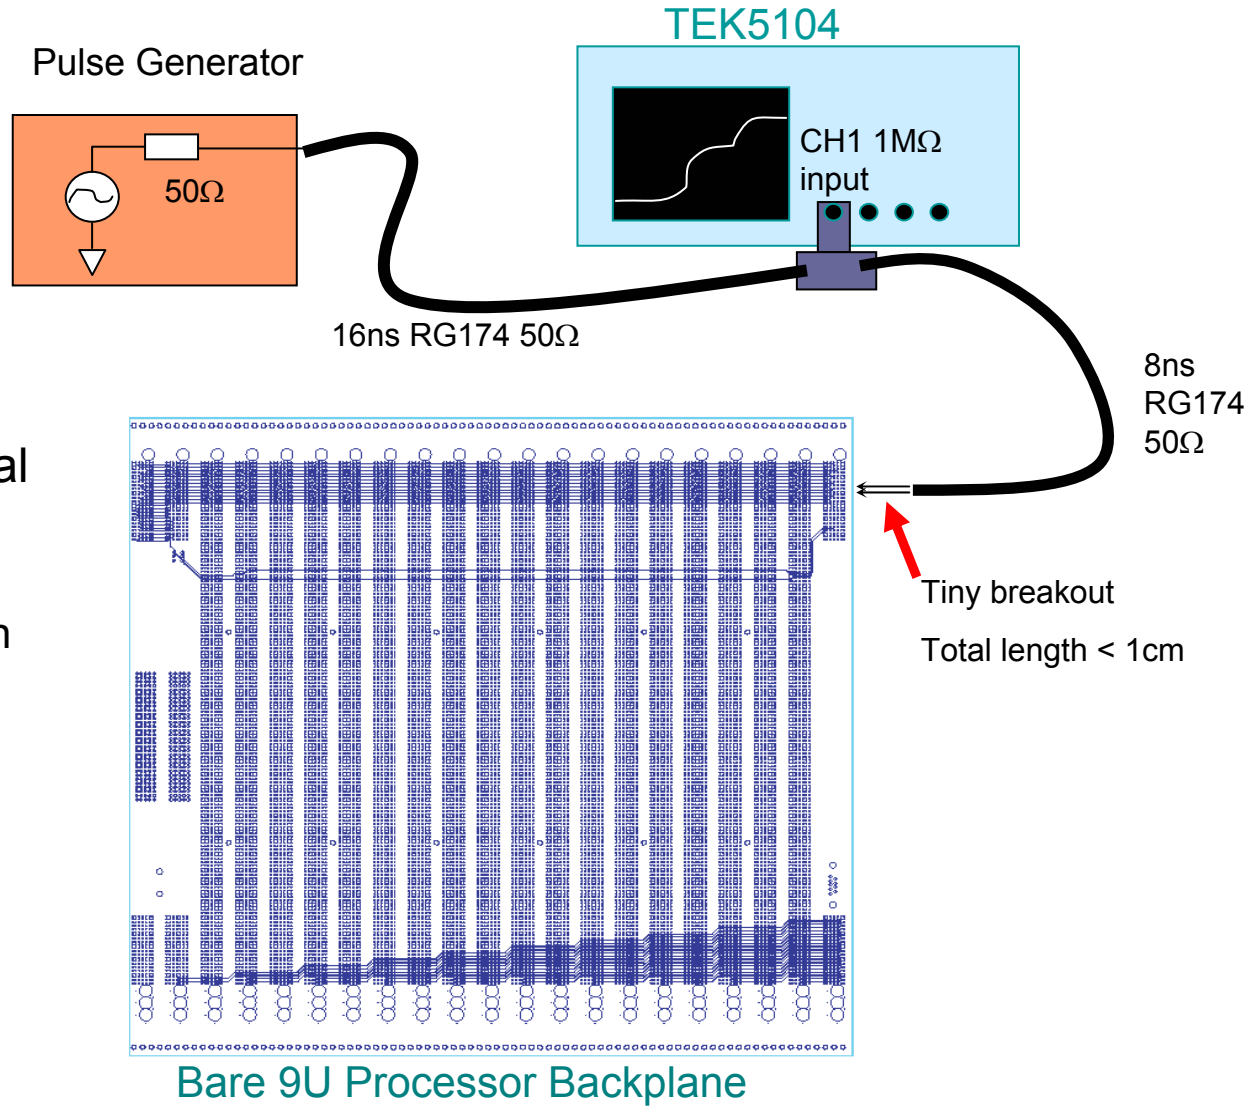 TEK5104
Pulse Generator
50Ω
CH1 1MΩ
input
16ns RG174 50Ω
8ns
RG174
50Ω
al
n
Tiny breakout
Total length < 1cm
Bare 9U Processor Backplane